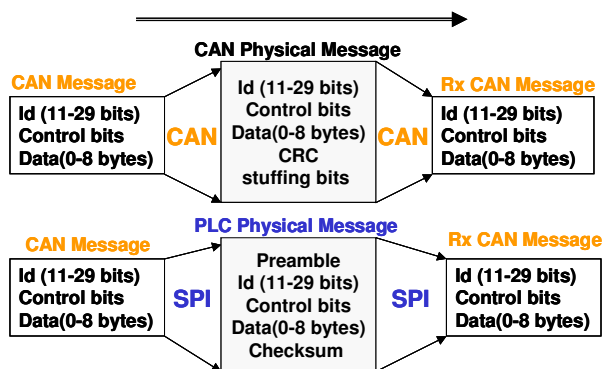 CAN Physical Message
CAN Message
Id (11-29 bits)
Control bits
Data(0-8 bytes)
CAN
Id (11-29 bits)
Control bits
Data(0-8 bytes)
CRC
stuffing bits
CAN
Rx CAN Message
Id (11-29 bits)
Control bits
Data(0-8 bytes)
PLC Physical Message
CAN Message
Id (11-29 bits)
Control bits
Data(0-8 bytes)
SPI
Preamble
Id (11-29 bits)
Control bits
Data(0-8 bytes)
Checksum
SPI
Rx CAN Message
Id (11-29 bits)
Control bits
Data(0-8 bytes)